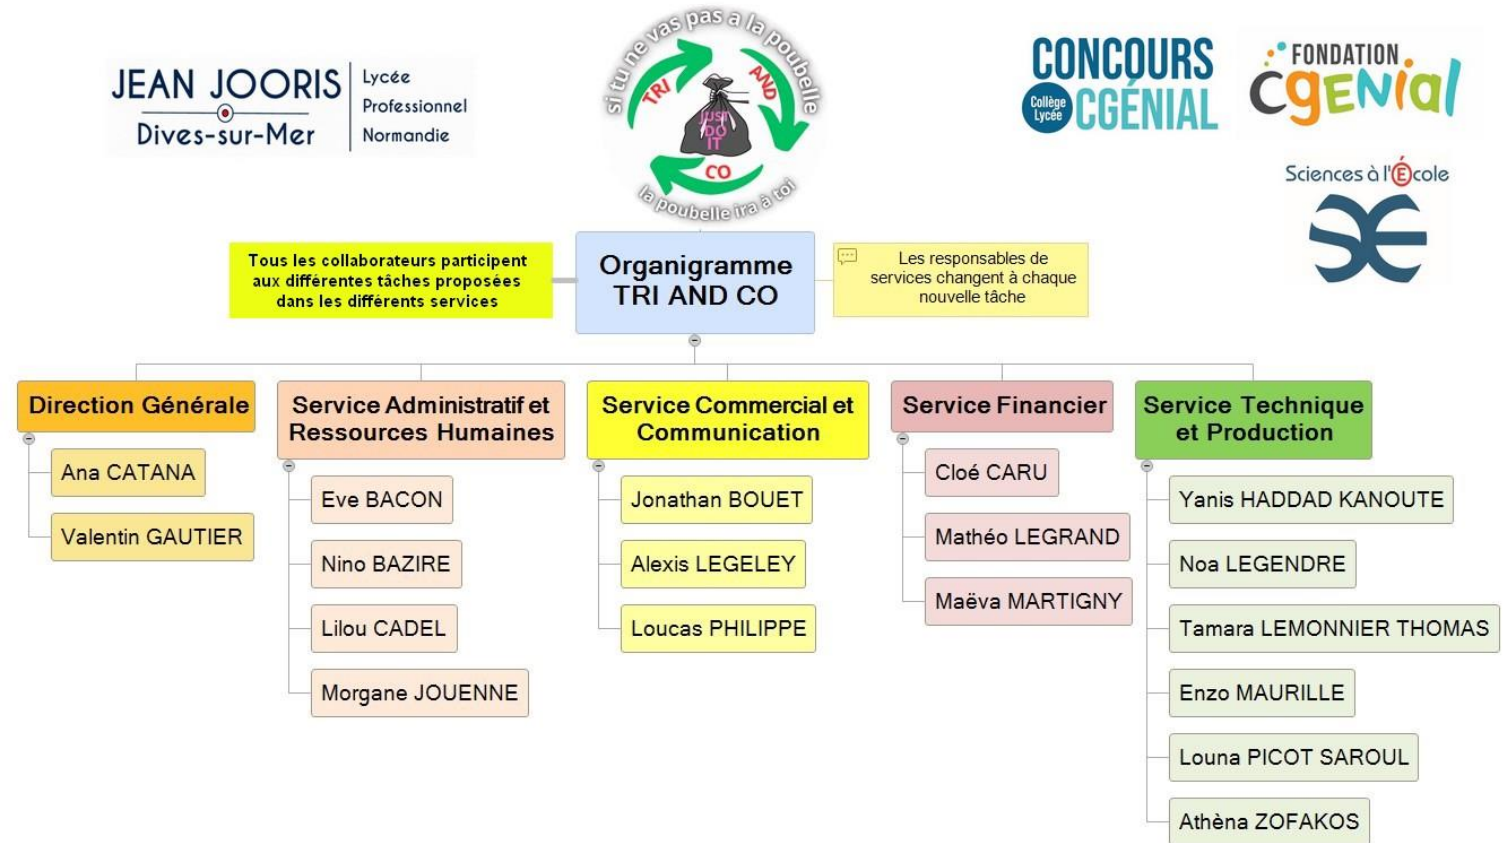 JEAN JOORIS
Dives-sur-Mer
Lycée
Professionnel
Normandie
si tu ne vas pas a la poubelle
TRI
AND
CO
JUST
DO
IT
la poubelle ira à toi
CONCOURS
Collège
Lycée
CGÉNIAL
FONDATION
CGENIAL
Sciences à l'École
Tous les collaborateurs participent
aux différentes tâches proposées
dans les différents services
Organigramme
TRI AND CO
Les responsables de
services changent à chaque
nouvelle tâche
Direction Générale
Ana CATANA
Valentin GAUTIER
Service Administratif et
Ressources Humaines
Eve BACON
Nino BAZIRE
Lilou CADEL
Morgane JOUENNE
Service Commercial et
Communication
Jonathan BOUET
Alexis LEGELEY
Loucas PHILIPPE
Service Financier
Cloé CARU
Mathéo LEGRAND
Maëva MARTIGNY
Service Technique
et Production
Yanis HADDAD KANOUTE
Noa LEGENDRE
Tamara LEMONNIER THOMAS
Enzo MAURILLE
Louna PICOT SAROUL
Athèna ZOFAKOS